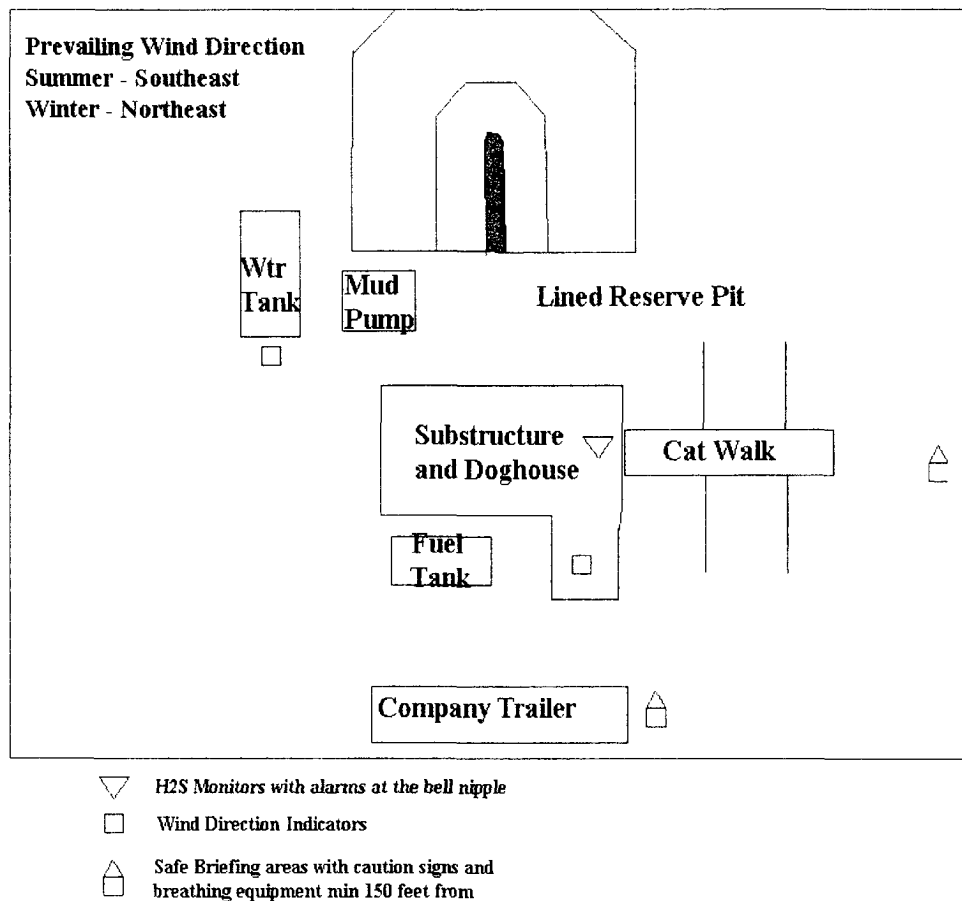 Prevailing Wind Direction
Summer - Southeast
Winter - Northeast
Wtr
Tank
Mud
Pump
Lined Reserve Pit
Substructure
and Doghouse
Cat Walk
Fuel
Tank
Company Trailer
H2S Monitors with alarms at the bell nipple
Wind Direction Indicators
Safe Briefing areas with caution signs and
breathing equipment min 150 feet from